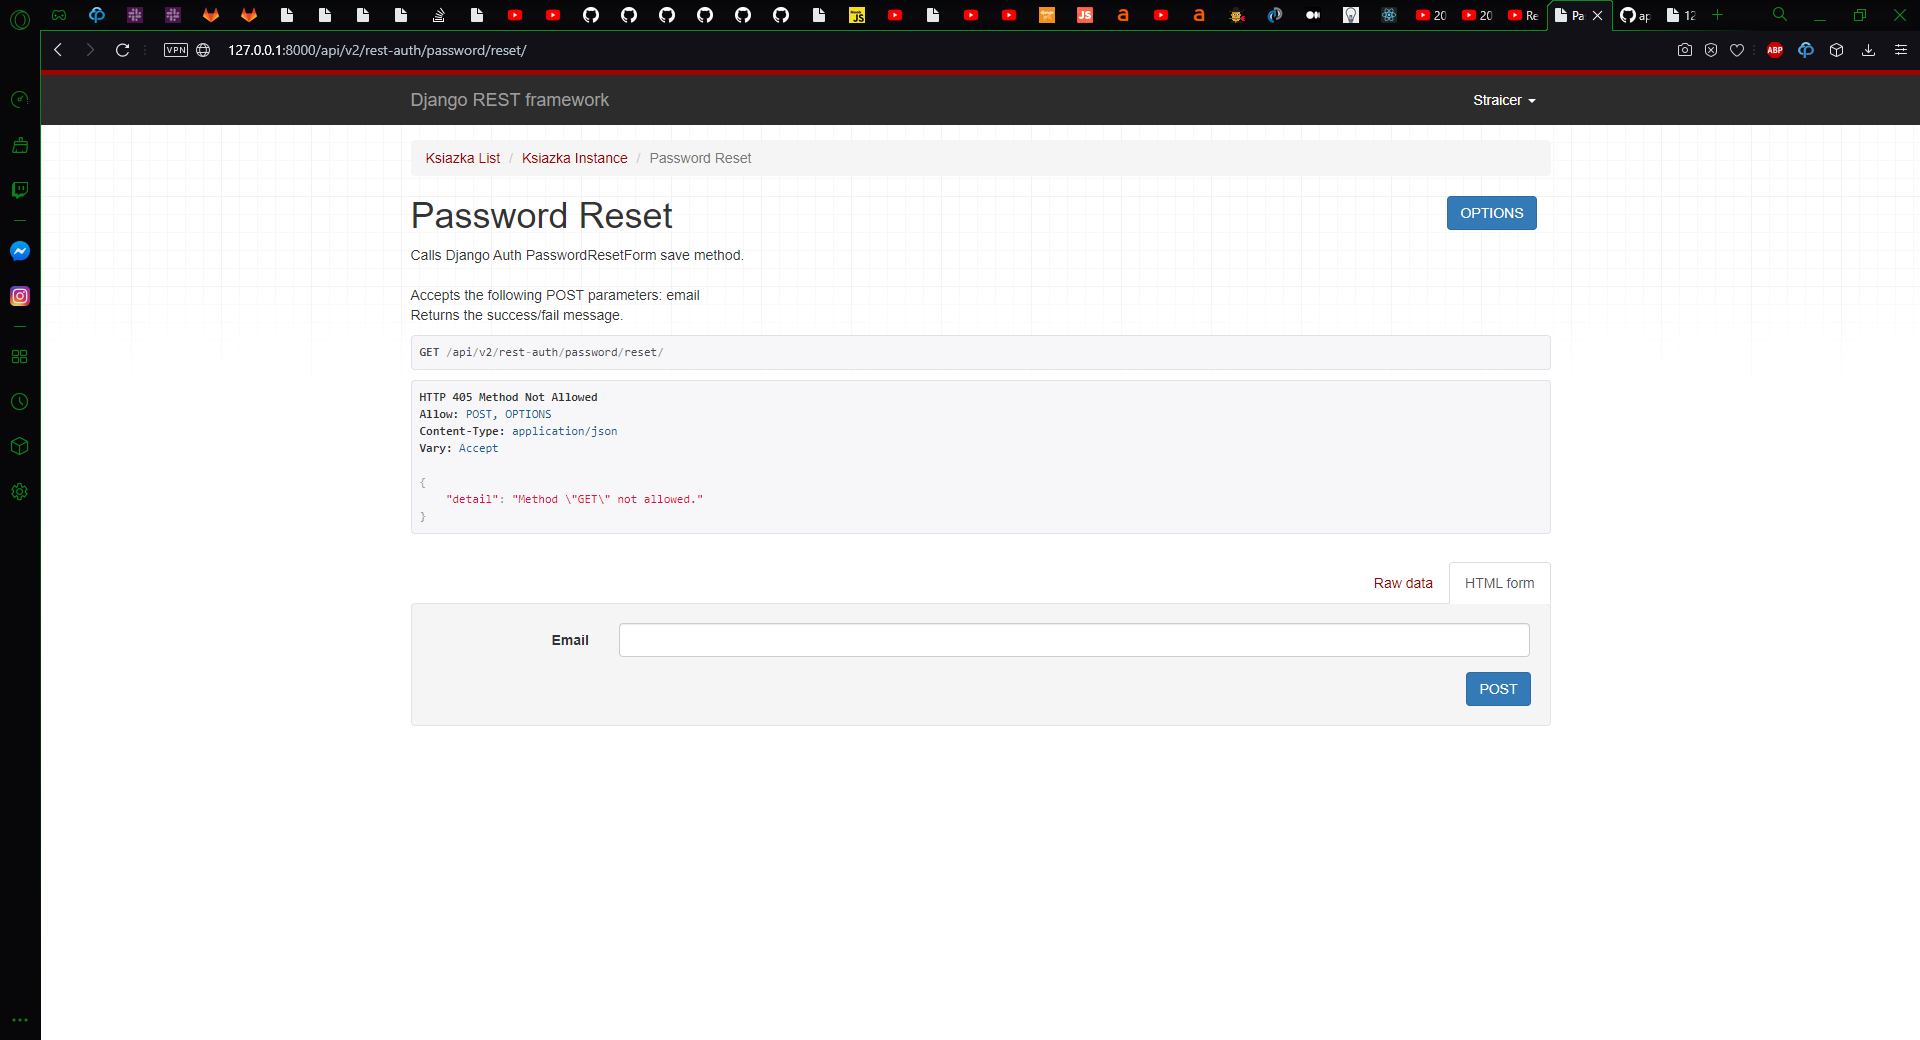 JS
a
a
20
20
Re
Pa
ap
12
VPN
127.0.0.1:8000/api/v2/rest-auth/password/reset/
ABP
Django REST framework
Straicer
Ksiazka List / Ksiazka Instance / Password Reset
Password Reset
OPTIONS
Calls Django Auth PasswordResetForm save method.
Accepts the following POST parameters: email
Returns the success/fail message.
GET /api/v2/rest-auth/password/reset/
HTTP 405 Method Not Allowed
Allow: POST, OPTIONS
Content-Type: application/json
Vary: Accept
{
"detail": "Method \"GET\" not allowed."
}
Raw data
HTML form
Email
POST